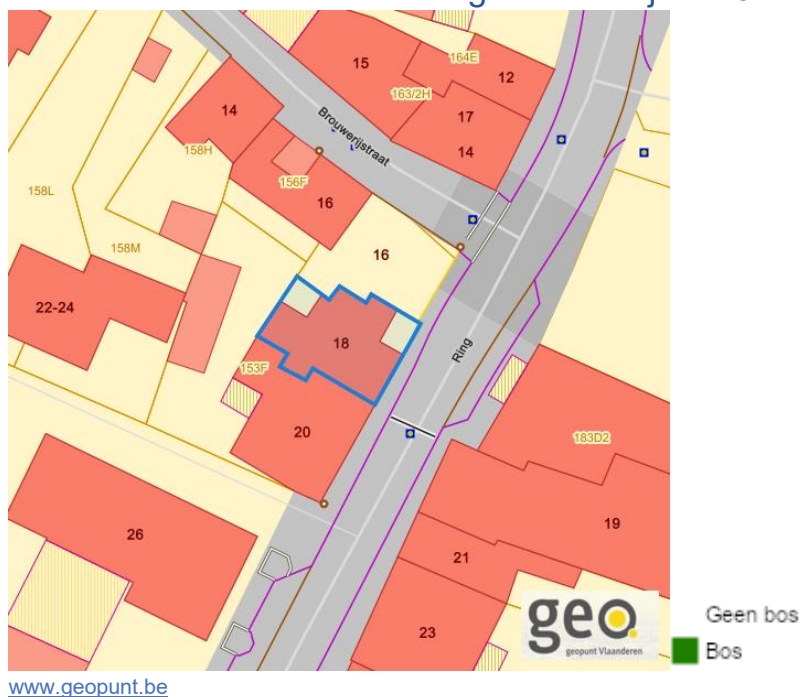 15
164E
12
163/2H
17
14
14
Brouwerijstraat
158H
156F
16
158L
16
158M
22-24
18
Ring
153F
20
183D2
26
19
21
23
geo
geopunt Vlaanderen
Geen bos
Bos
www.geopunt.be